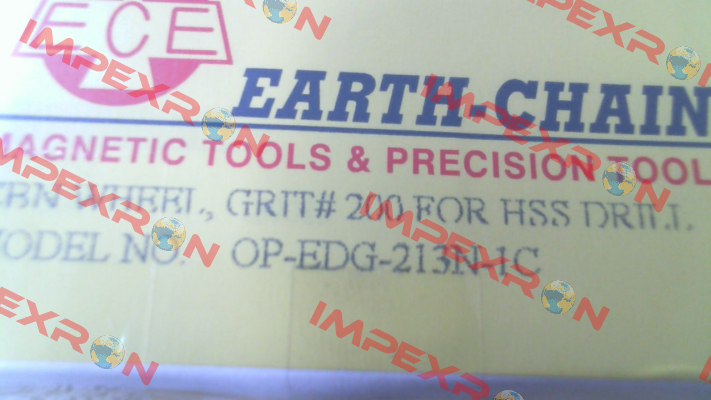 ECE
EARTH-CHAIN
MAGNETIC TOOLS & PRECISION TOOL
CBN WHEEL, GRIT# 200 FOR HSS DRILL
MODEL NO. OP-EDG-213N-1C
IMPEXRON
IMPEXRON
IMPEXRON
IMPEXRON
IMPEXRON
IMPEXRON
IMPEXRON
IMPEXRON